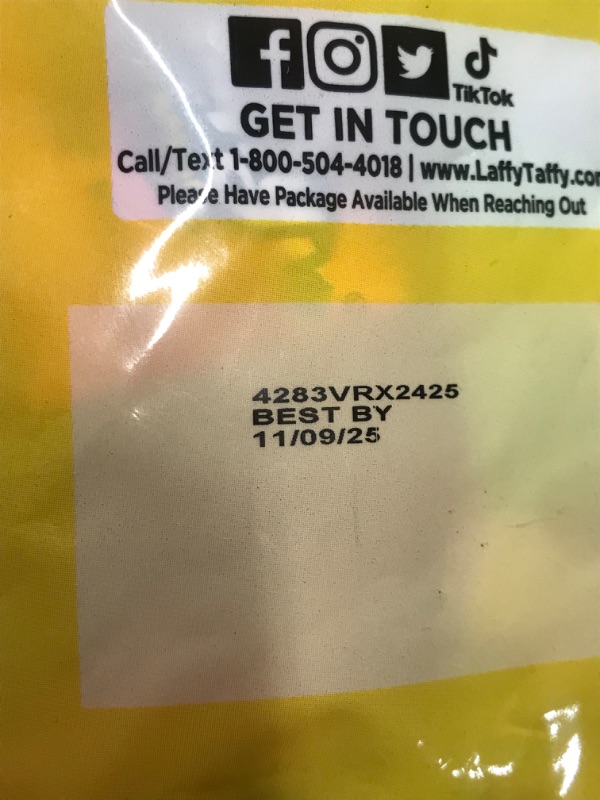 TikTok
GET IN TOUCH
Call/Text 1-800-504-4018 | www.LaffyTaffy.com
Please Have Package Available When Reaching Out
4283VRX2425
BEST BY
11/09/25